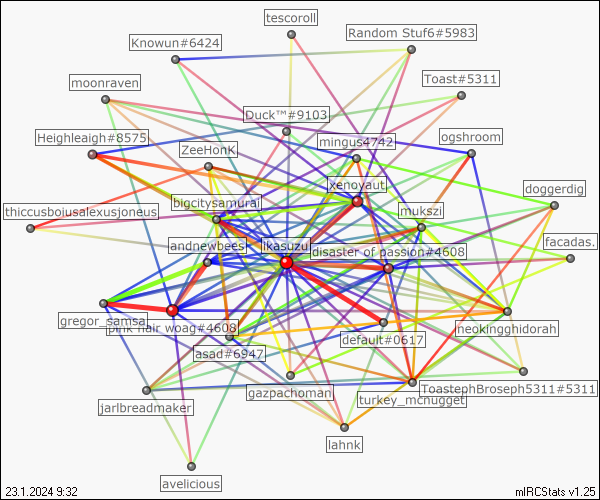 tescoroll
Random Stuf6#5983
Knowun#6424
Toast#5311
moonraven
Duck™#9103
Heighleaigh#8575
mingus4742
ogshroom
ZeeHonK
xenoyaut
doggerdig
bigcitysamurai
thiccusbojusalexusjoneus
mukszi
facadas.
andnewbees
ikasuzu
disaster of passion#4608
gregor_samsa
pink hair woag#4608
neokingghidorah
default#0617
asad#6947
gazpachoman
ToastephBroseph5311#5311
turkey_mcnugget
jarlbreadmaker
lahnk
avelicious
23.1.2024 9:32
mIRCStats v1.25